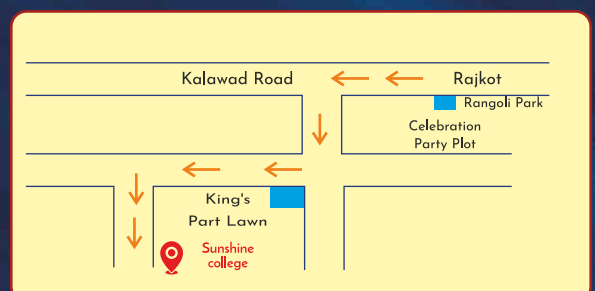 Kalawad Road
Rajkot
Rangoli Park
Celebration
Party Plot
King's
Part Lawn
Sunshine
college